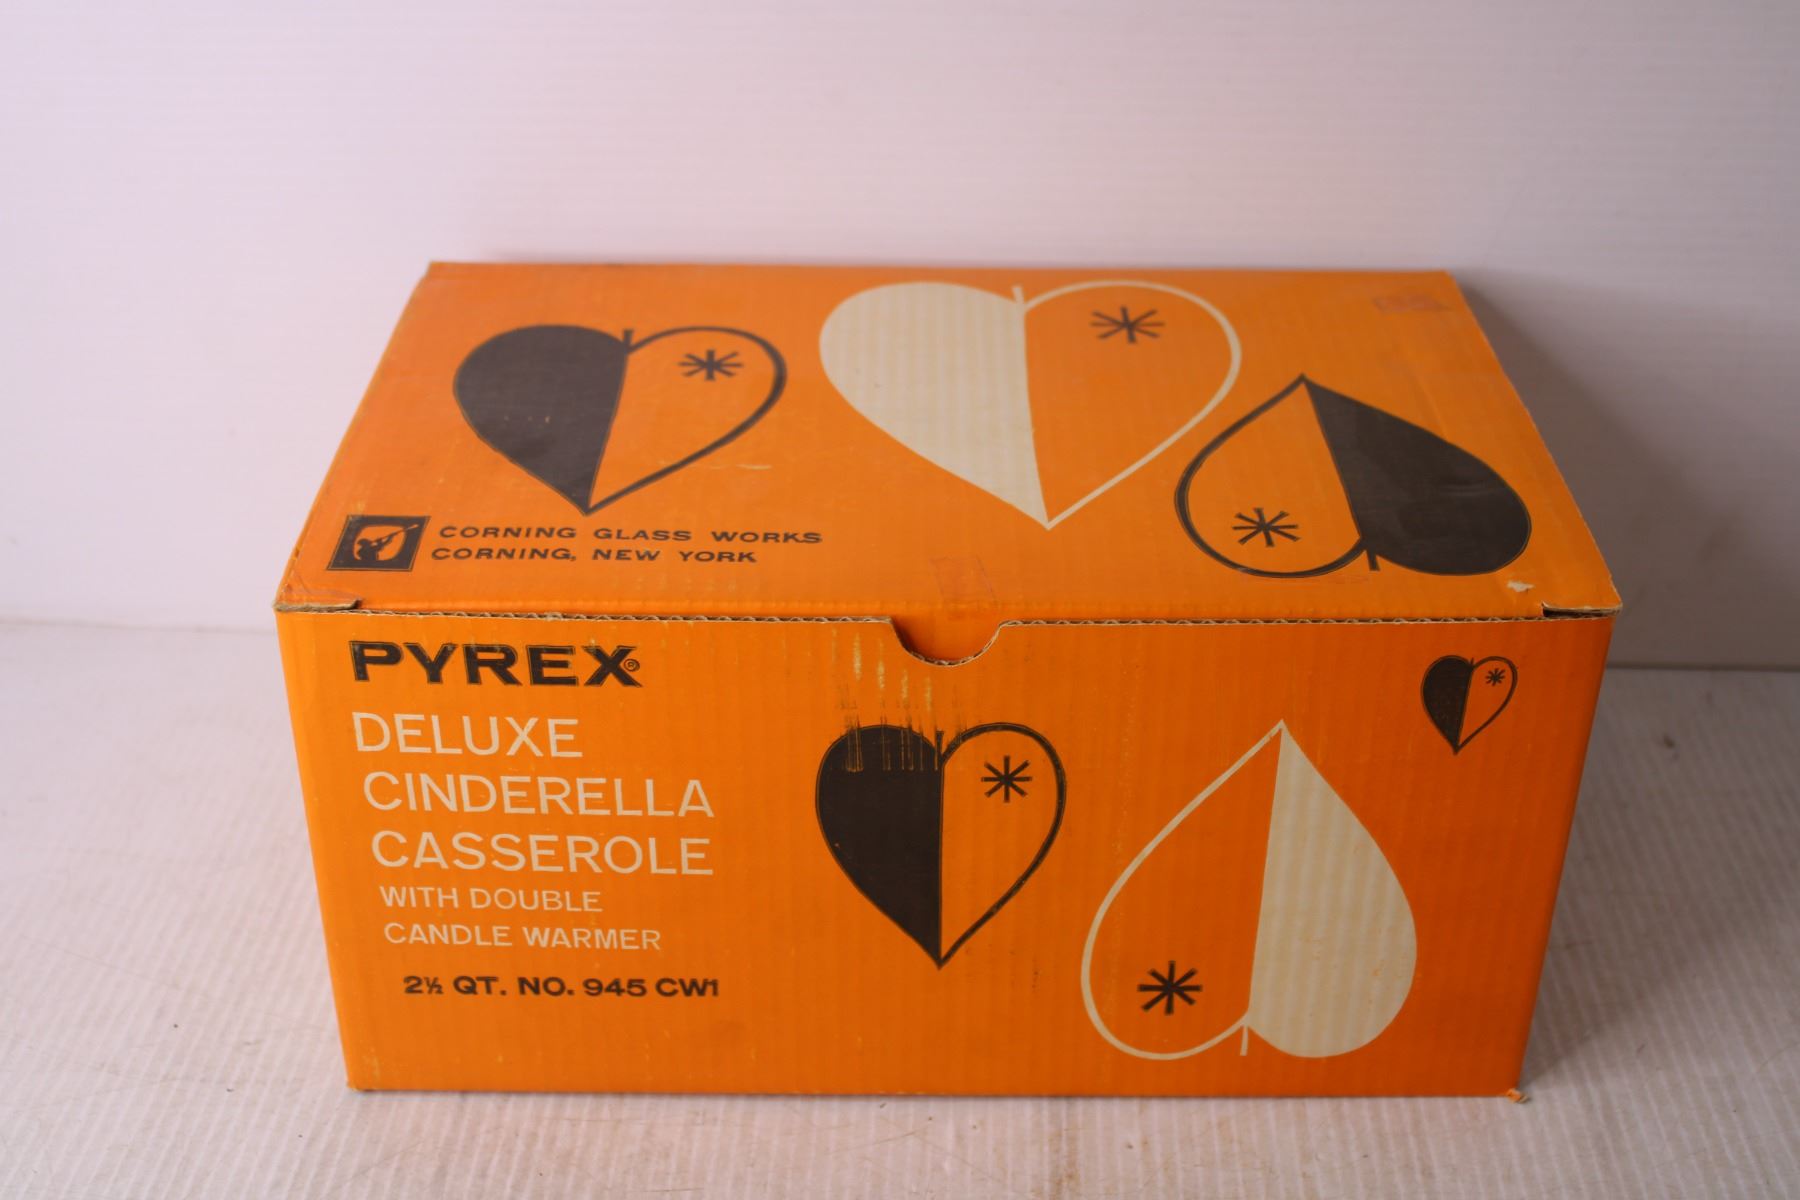 CORNING GLASS WORKS
CORNING, NEW YORK
PYREX®
DELUXE
CINDERELLA
CASSEROLE
WITH DOUBLE
CANDLE WARMER
2½ QT. NO. 945 CW1